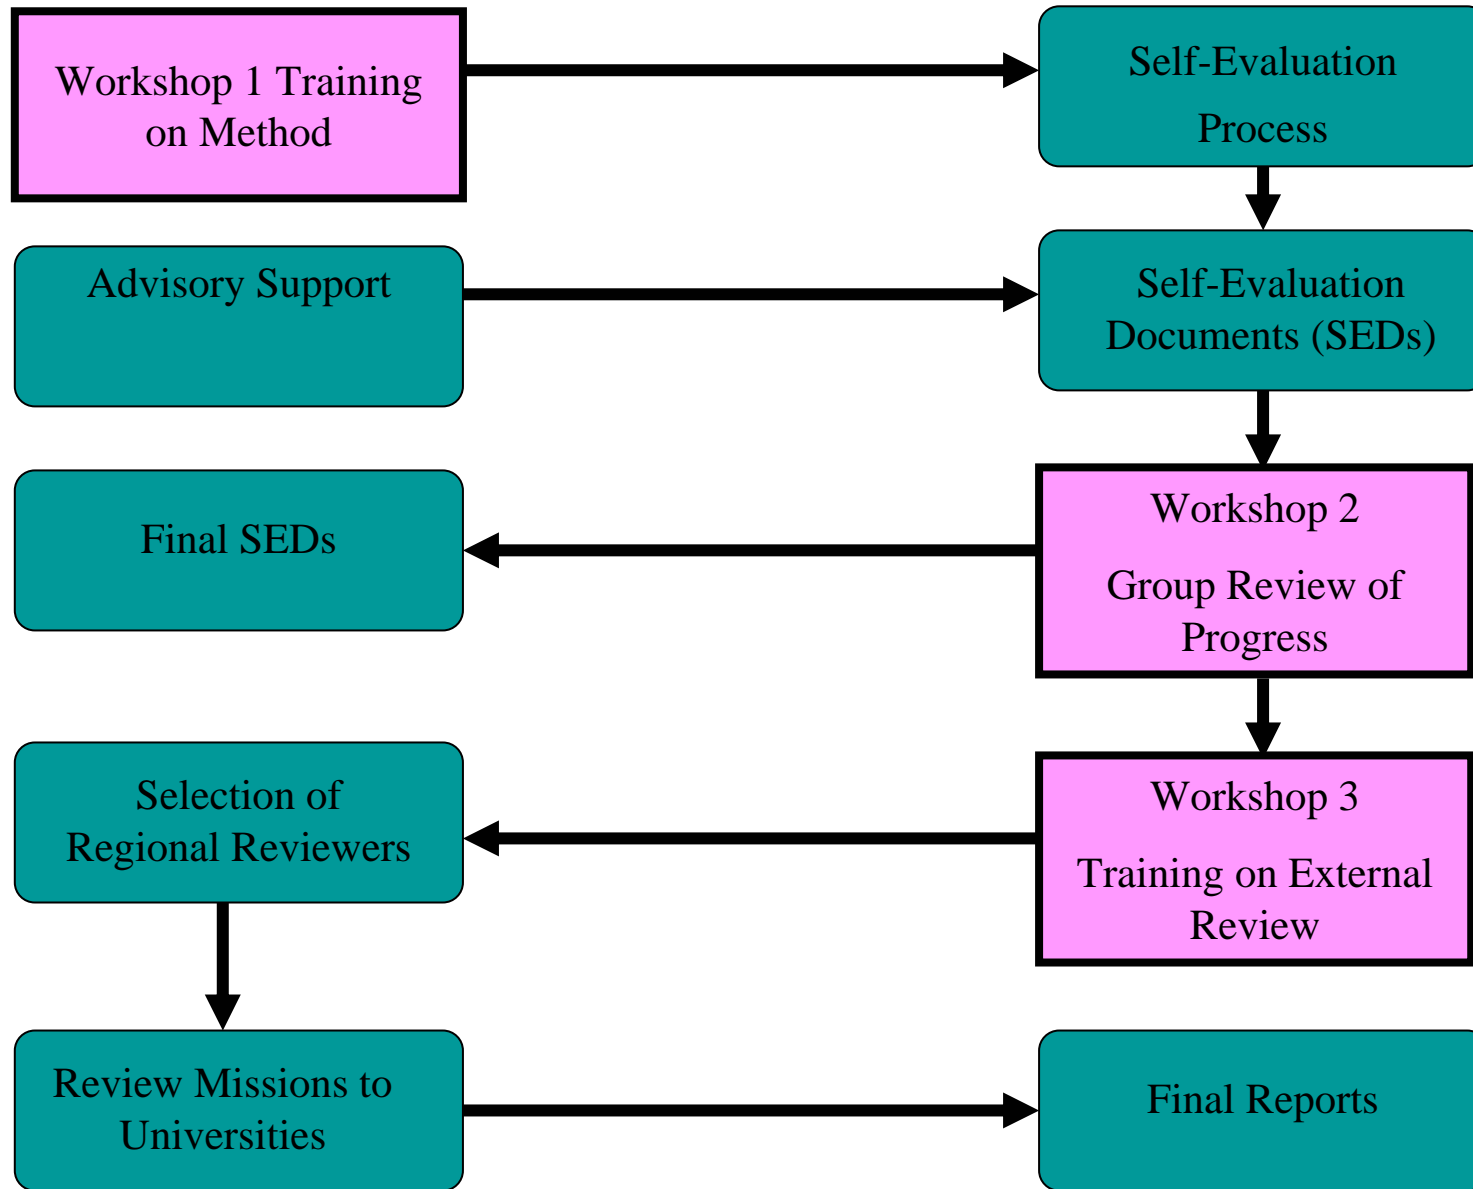 Workshop 1 Training
on Method
Self-Evaluation
Process
Advisory Support
Self-Evaluation
Documents (SEDs)
Final SEDs
Workshop 2
Group Review of
Progress
Selection of
Regional Reviewers
Workshop 3
Training on External
Review
Review Missions to
Universities
Final Reports